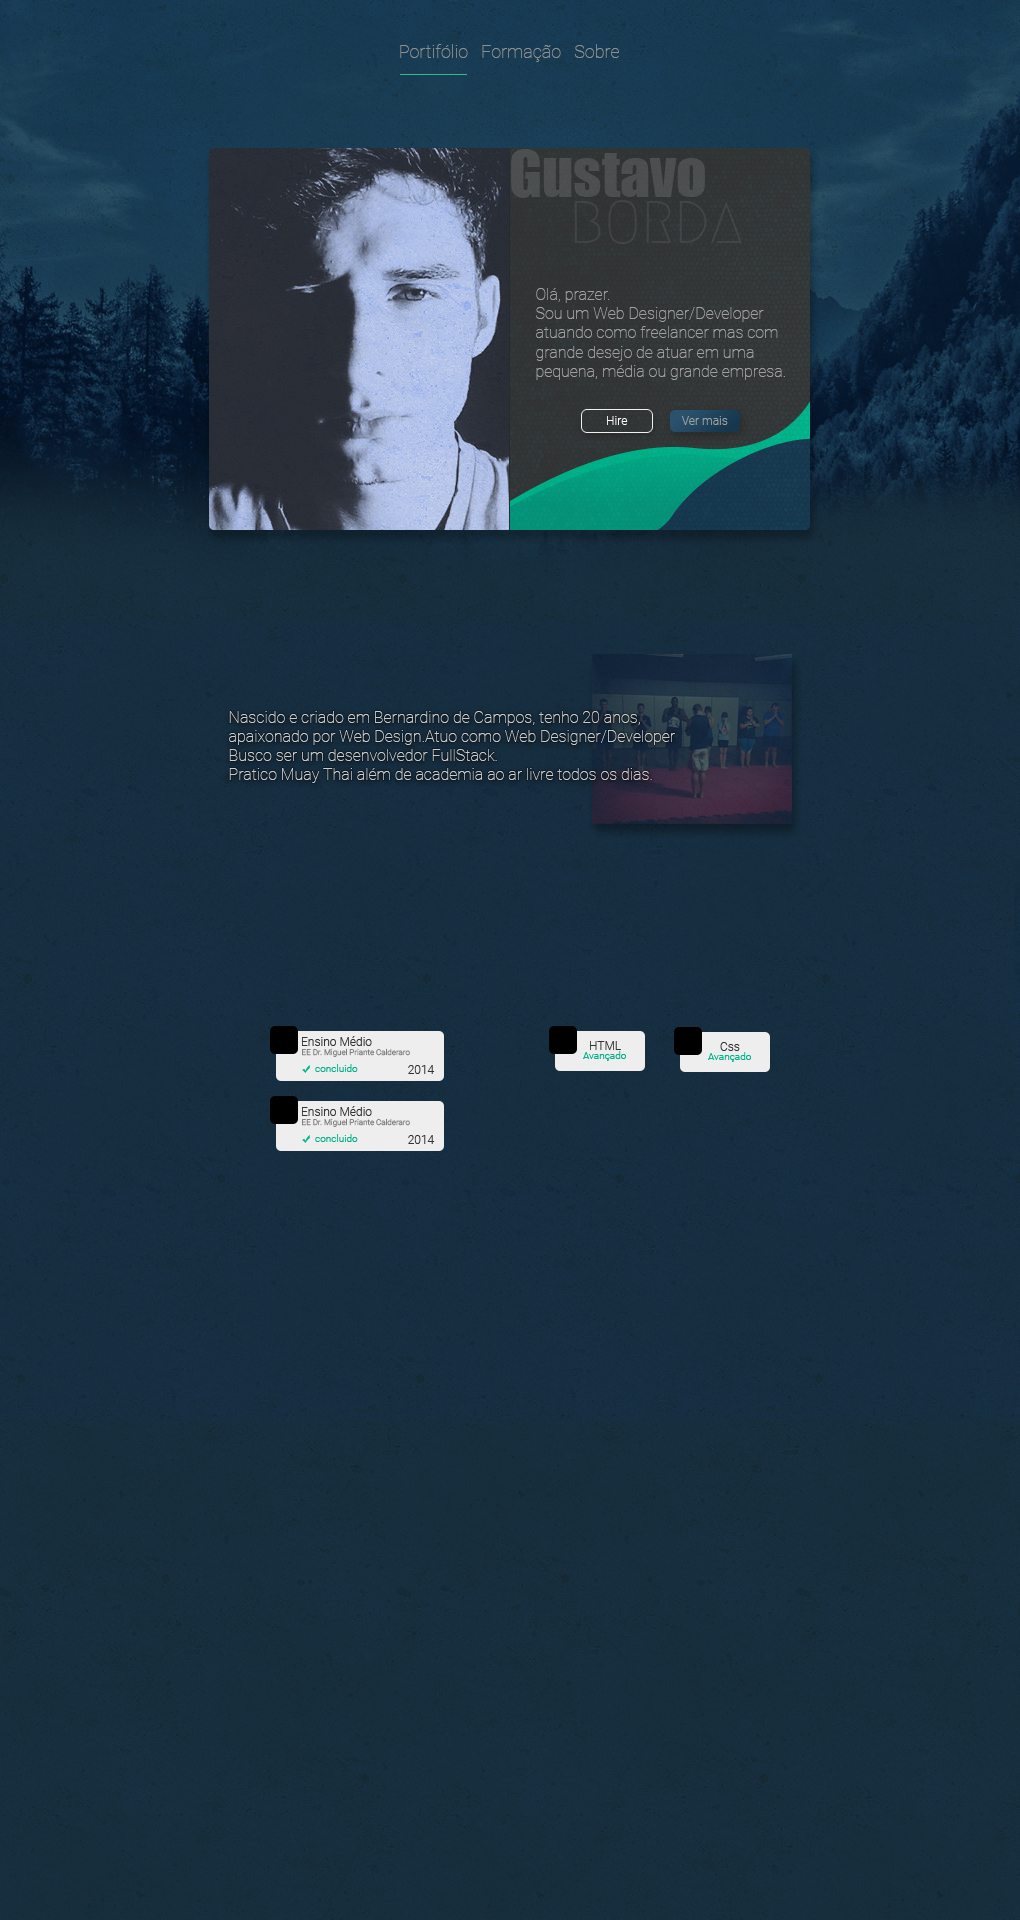 Portifólio Formação Sobre
Gustavo
BORDA
Olá, prazer.
Sou um Web Designer/Developer
atuando como freelancer mas com
grande desejo de atuar em uma
pequena, média ou grande empresa.
Hire Ver mais
Nascido e criado em Bernardino de Campos, tenho 20 anos,
apaixonado por Web Design.Atuo como Web Designer/Developer
Busco ser um desenvolvedor FullStack.
Pratico Muay Thai além de academia ao ar livre todos os dias.
Ensino Médio
EE Dr. Miguel Priante Calderaro
concluido 2014
Ensino Médio
EE Dr. Miguel Priante Calderaro
concluido 2014
HTML
Avançado
Css
Avançado